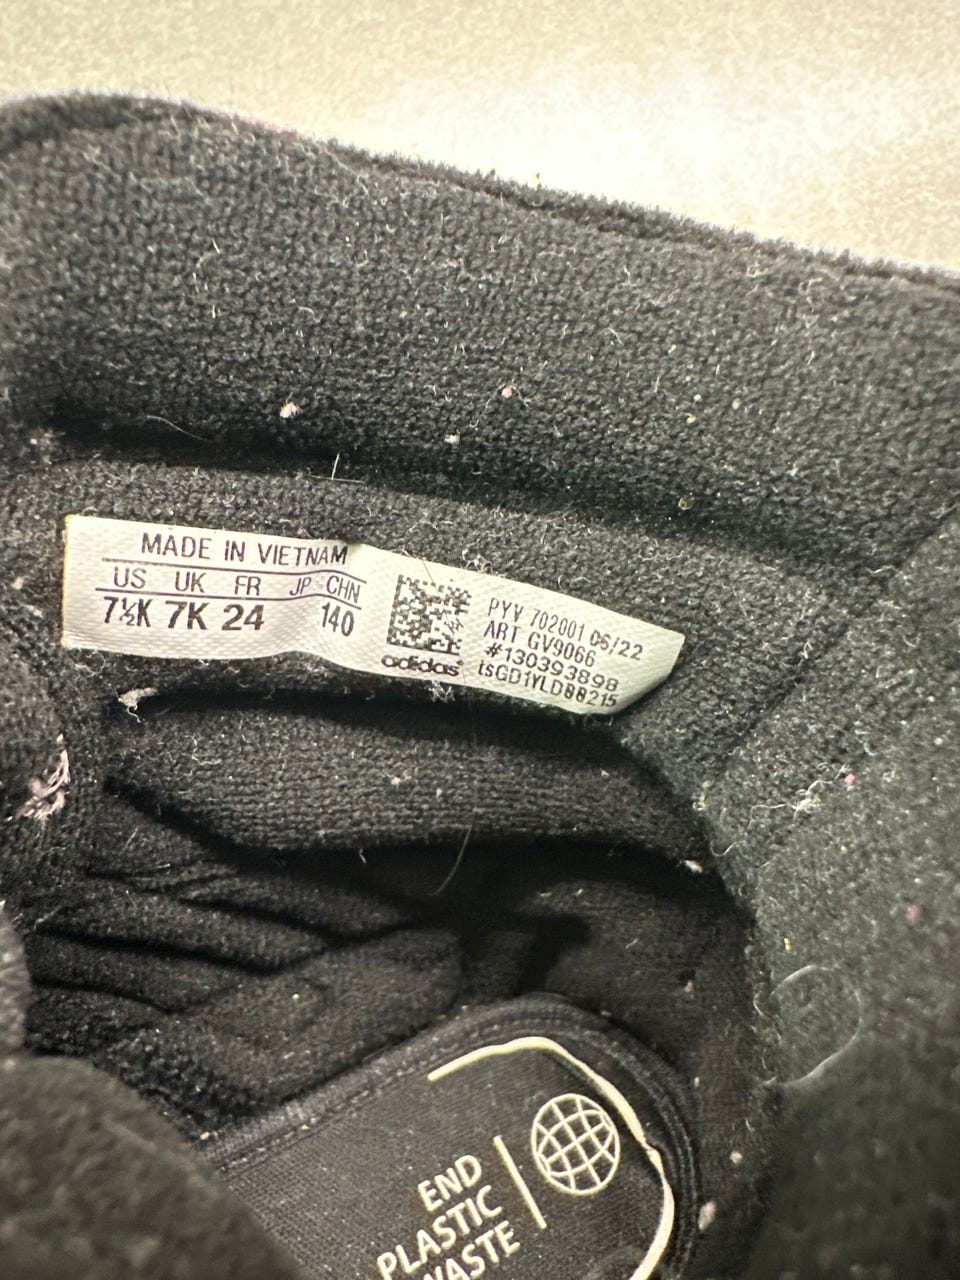 MADE IN VIETNAM
US UK FR JP CHN
7½K 7K 24 140
adidas
PYV 702001 06/22
ART GV9066
#130393898
isGD1YLD88215
END
PLASTIC
WASTE